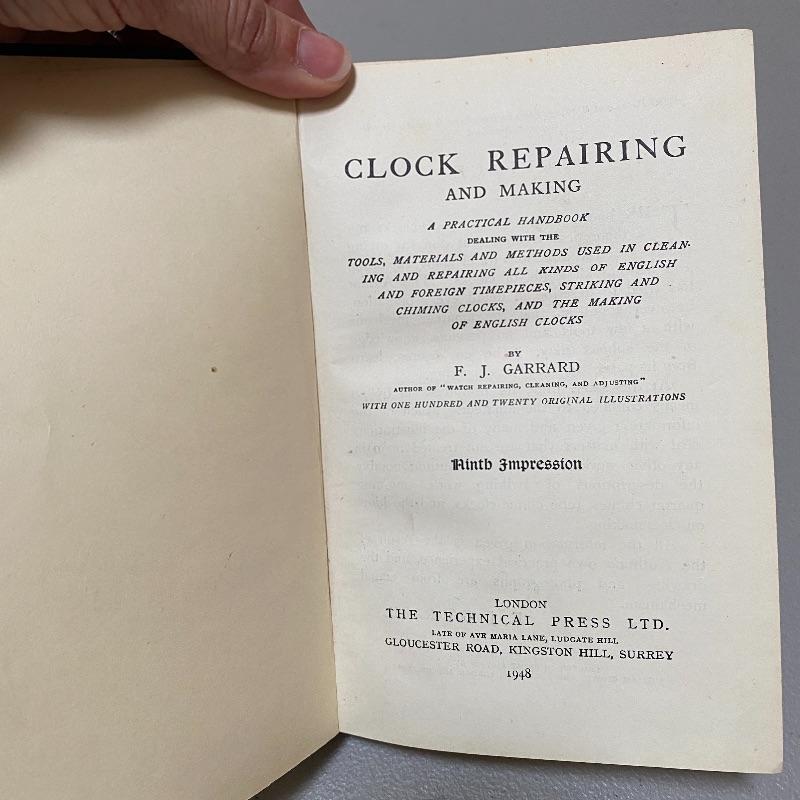 CLOCK REPAIRING
AND MAKING
A PRACTICAL HANDBOOK
DEALING WITH THE
TOOLS, MATERIALS AND METHODS USED IN CLEAN-
ING AND REPAIRING ALL KINDS OF ENGLISH
AND FOREIGN TIMEPIECES, STRIKING AND
CHIMING CLOCKS, AND THE MAKING
OF ENGLISH CLOCKS
BY
F. J. GARRARD
AUTHOR OF "WATCH REPAIRING, CLEANING, AND ADJUSTING"
WITH ONE HUNDRED AND TWENTY ORIGINAL ILLUSTRATIONS
Ninth Impression
LONDON
THE TECHNICAL PRESS LTD.
LATE OF AVE MARIA LANE, LUDGATE HILL
GLOUCESTER ROAD, KINGSTON HILL, SURREY
1948